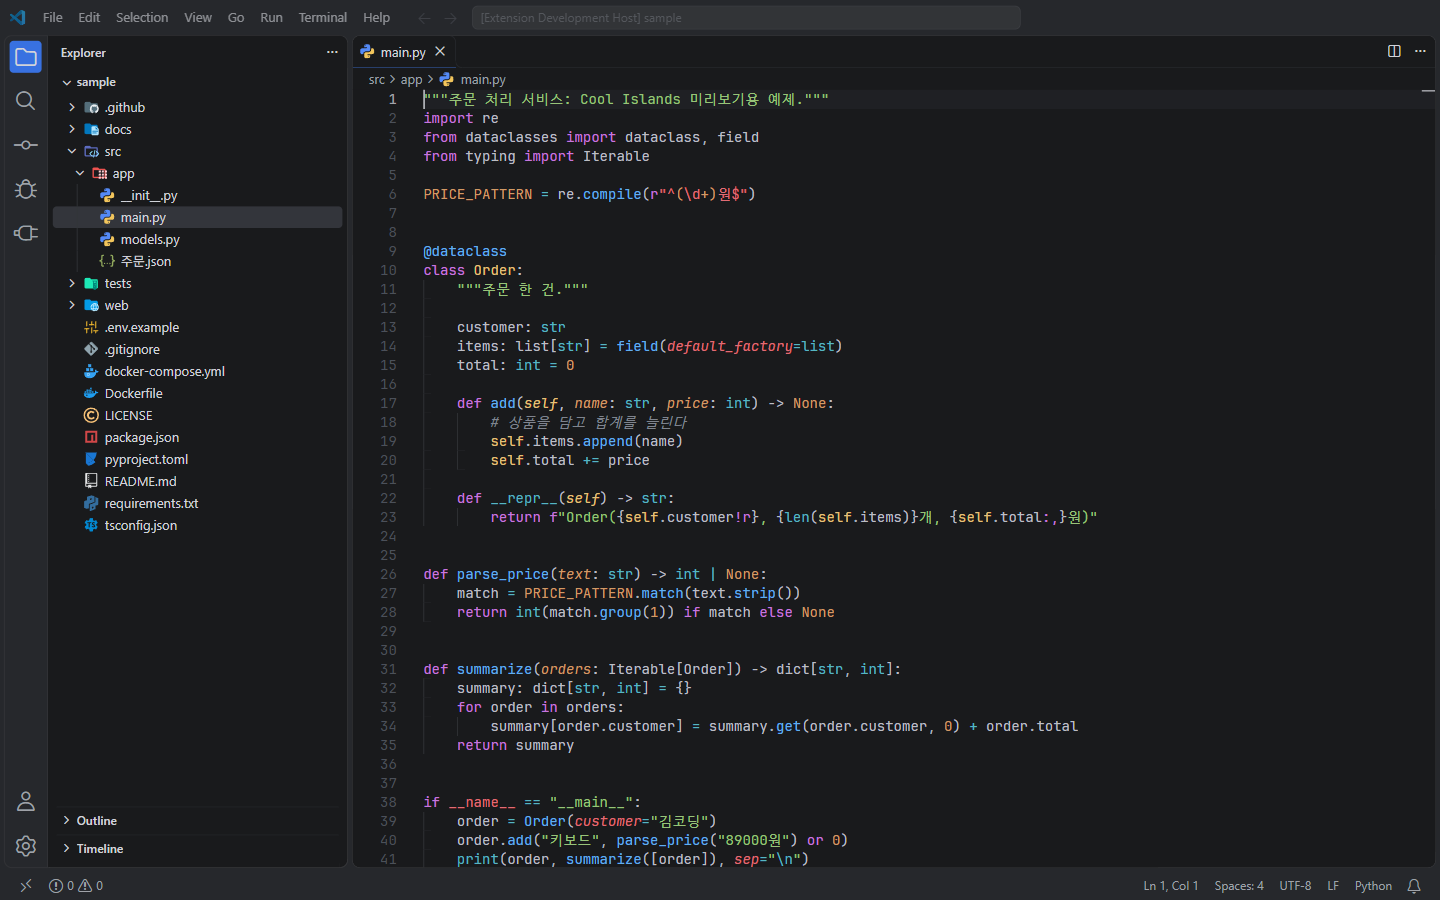 File Edit Selection View Go Run Terminal Help
[Extension Development Host] sample
Explorer
sample
.github
docs
src
app
__init__.py
main.py
models.py
주문.json
tests
web
.env.example
.gitignore
docker-compose.yml
Dockerfile
LICENSE
package.json
pyproject.toml
README.md
requirements.txt
tsconfig.json
Outline
Timeline
main.py
src > app > main.py
1 """주문 처리 서비스: Cool Islands 미리보기용 예제."""
2 import re
3 from dataclasses import dataclass, field
4 from typing import Iterable
5
6 PRICE_PATTERN = re.compile(r"^(\d+)원$")
7
8
9 @dataclass
10 class Order:
11     """주문 한 건."""
12
13     customer: str
14     items: list[str] = field(default_factory=list)
15     total: int = 0
16
17     def add(self, name: str, price: int) -> None:
18         # 상품을 담고 합계를 늘린다
19         self.items.append(name)
20         self.total += price
21
22     def __repr__(self) -> str:
23         return f"Order({self.customer!r}, {len(self.items)}개, {self.total:,}원)"
24
25
26 def parse_price(text: str) -> int | None:
27     match = PRICE_PATTERN.match(text.strip())
28     return int(match.group(1)) if match else None
29
30
31 def summarize(orders: Iterable[Order]) -> dict[str, int]:
32     summary: dict[str, int] = {}
33     for order in orders:
34         summary[order.customer] = summary.get(order.customer, 0) + order.total
35     return summary
36
37
38 if __name__ == "__main__":
39     order = Order(customer="김코딩")
40     order.add("키보드", parse_price("89000원") or 0)
41     print(order, summarize([order]), sep="\n")
0 0
Ln 1, Col 1 Spaces: 4 UTF-8 LF Python